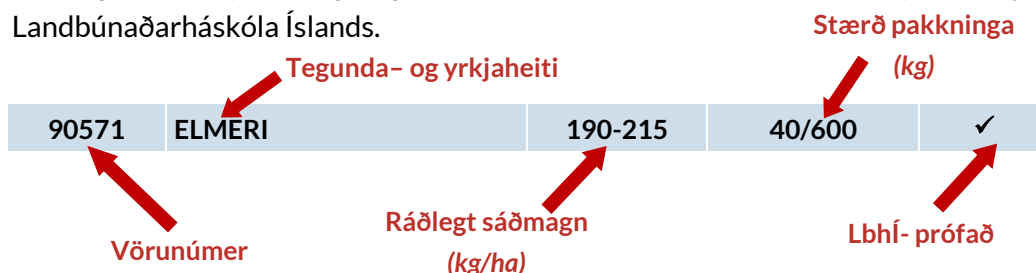 Landbúnaðarháskóla Íslands.
Stærð pakkninga
(kg)
Tegunda– og yrkjaheiti
90571 ELMERI 190-215 40/600 ✓
Ráðlegt sáðmagn
(kg/ha)
Vörunúmer
LbhÍ- prófað